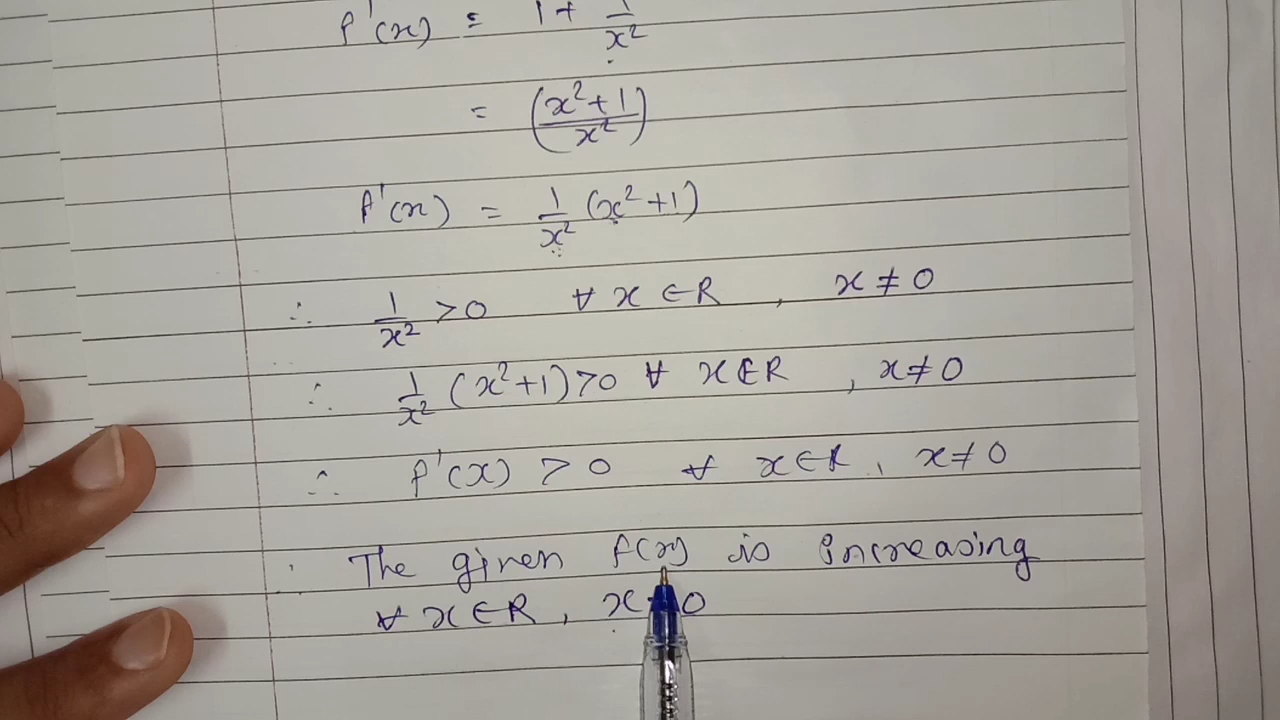 f'(x) = 1 + 1/x²
= (x²+1/x²)
f'(x) = 1/x² (x²+1)
∴ 1/x² > 0 ∀ x ∈ R , x ≠ 0
∴ 1/x² (x²+1) > 0 ∀ x ∈ R , x ≠ 0
∴ f'(x) > 0 ∀ x ∈ R , x ≠ 0
∴ The given f(x) is increasing
∀ x ∈ R , x ≠ 0